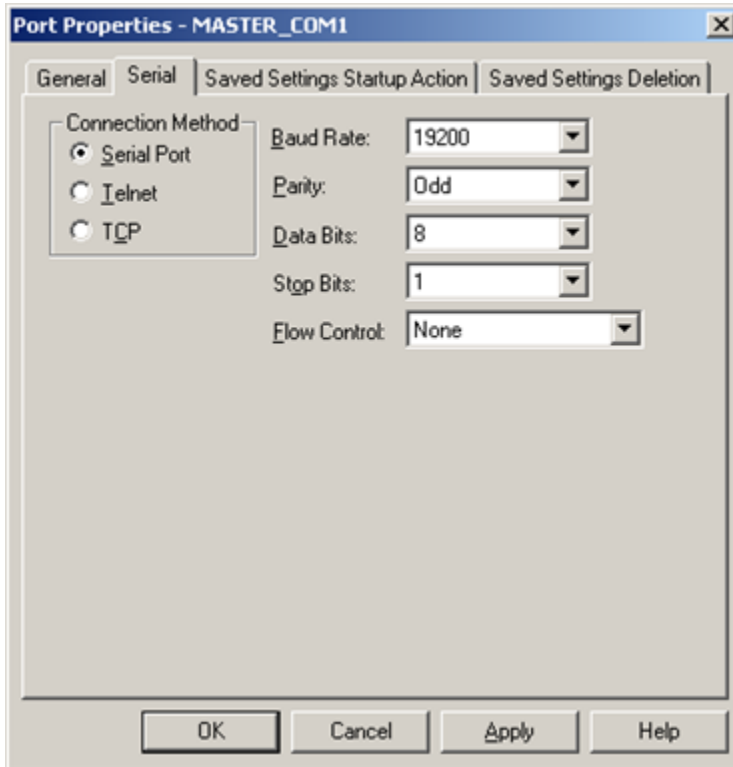 Port Properties - MASTER_COM1
General Serial Saved Settings Startup Action Saved Settings Deletion
Connection Method
Serial Port
Telnet
TCP
Baud Rate: 19200
Parity: Odd
Data Bits: 8
Stop Bits: 1
Flow Control: None
OK Cancel Apply Help